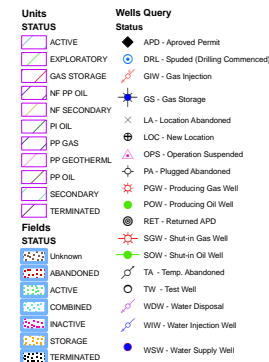 Units
STATUS
ACTIVE
EXPLORATORY
GAS STORAGE
NF PP OIL
NF SECONDARY
PI OIL
PP GAS
PP GEOTHERML
PP OIL
SECONDARY
TERMINATED
Fields
STATUS
Unknown
ABANDONED
ACTIVE
COMBINED
INACTIVE
STORAGE
TERMINATED
Wells Query
Status
APD - Aproved Permit
DRL - Spuded (Drilling Commenced)
GIW - Gas Injection
GS - Gas Storage
LA - Location Abandoned
LOC - New Location
OPS - Operation Suspended
PA - Plugged Abandoned
PGW - Producing Gas Well
POW - Producing Oil Well
RET - Returned APD
SGW - Shut-in Gas Well
SOW - Shut-in Oil Well
TA - Temp. Abandoned
TW - Test Well
WDW - Water Disposal
WIW - Water Injection Well
WSW - Water Supply Well